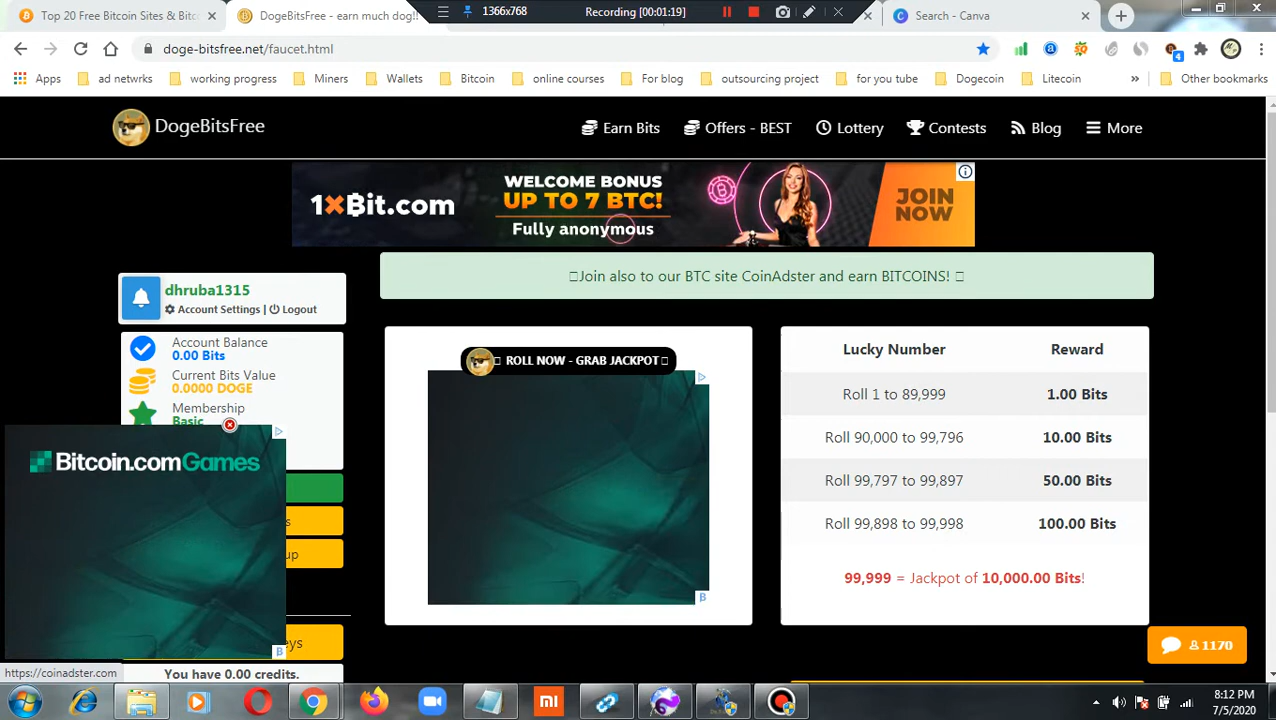 Top 20 Free Bitcoin Sites & Bitc
DogeBitsFree - earn much dog!!
1366x768
Recording [00:01:19]
Search - Canva
doge-bitsfree.net/faucet.html
4
Apps
ad netwrks
working progress
Miners
Wallets
Bitcoin
online courses
For blog
outsourcing project
for you tube
Dogecoin
Litecoin
»
Other bookmarks
DogeBitsFree
Earn Bits
Offers - BEST
Lottery
Contests
Blog
More
1XBit.com
WELCOME BONUS
UP TO 7 BTC!
Fully anonymous
JOIN
NOW
Join also to our BTC site CoinAdster and earn BITCOINS!
dhruba1315
Account Settings | Logout
Account Balance
0.00 Bits
Current Bits Value
0.0000 DOGE
Membership
Basic
Bitcoin.comGames
s
up
eys
You have 0.00 credits.
https://coinadster.com
ROLL NOW - GRAB JACKPOT
Lucky Number Reward
Roll 1 to 89,999 1.00 Bits
Roll 90,000 to 99,796 10.00 Bits
Roll 99,797 to 99,897 50.00 Bits
Roll 99,898 to 99,998 100.00 Bits
99,999 = Jackpot of 10,000.00 Bits!
1170
8:12 PM
7/5/2020